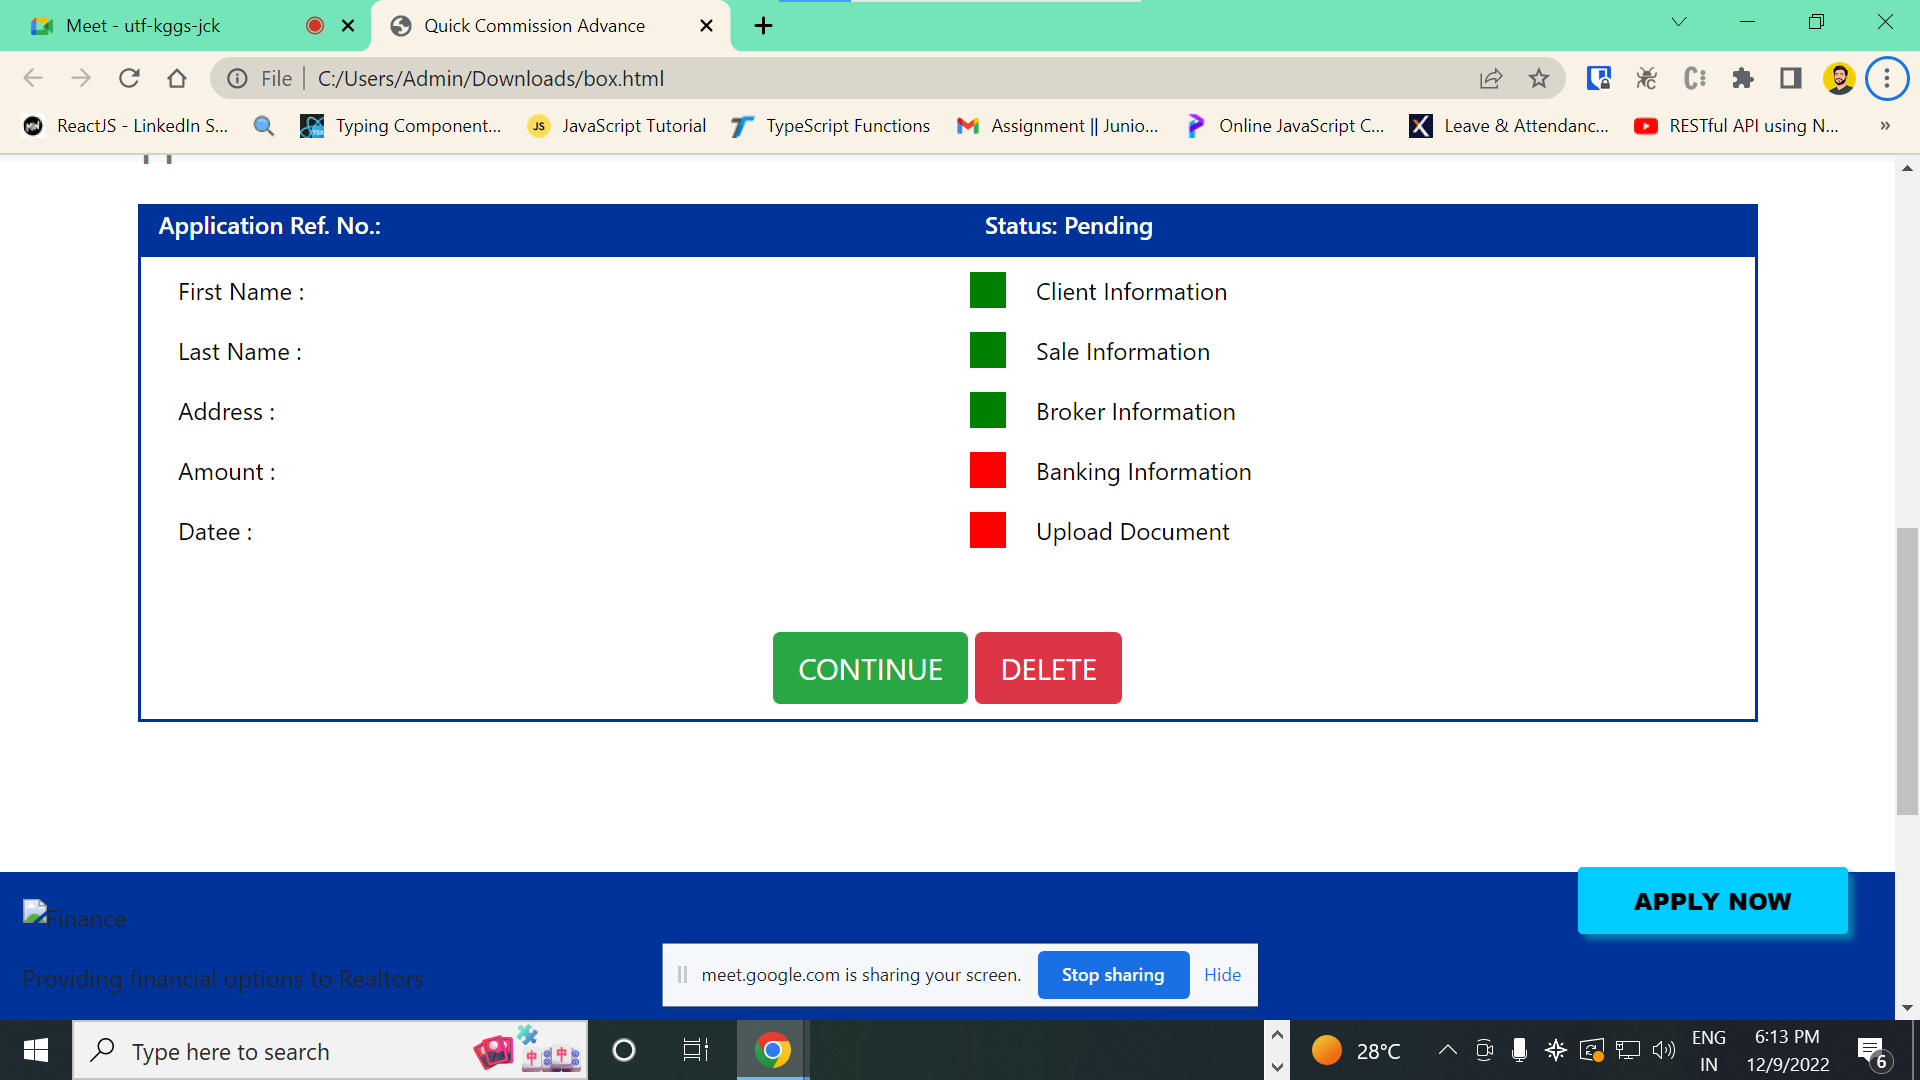 Meet - utf-kggs-jck
Quick Commission Advance
File
C:/Users/Admin/Downloads/box.html
ReactJS - LinkedIn S...
Typing Component...
JS
JavaScript Tutorial
TypeScript Functions
Assignment || Junio...
Online JavaScript C...
Leave & Attendanc...
RESTful API using N...
»
Application Ref. No.:
Status: Pending
First Name :
Client Information
Last Name :
Sale Information
Address :
Broker Information
Amount :
Banking Information
Datee :
Upload Document
CONTINUE
DELETE
APPLY NOW
Finance
Providing financial options to Realtors
meet.google.com is sharing your screen.
Stop sharing
Hide
Type here to search
28°C
ENG
IN
6:13 PM
12/9/2022
6